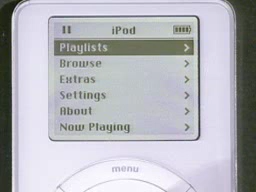 iPod
Playlists >
Browse >
Extras >
Settings >
About >
Now Playing >
menu